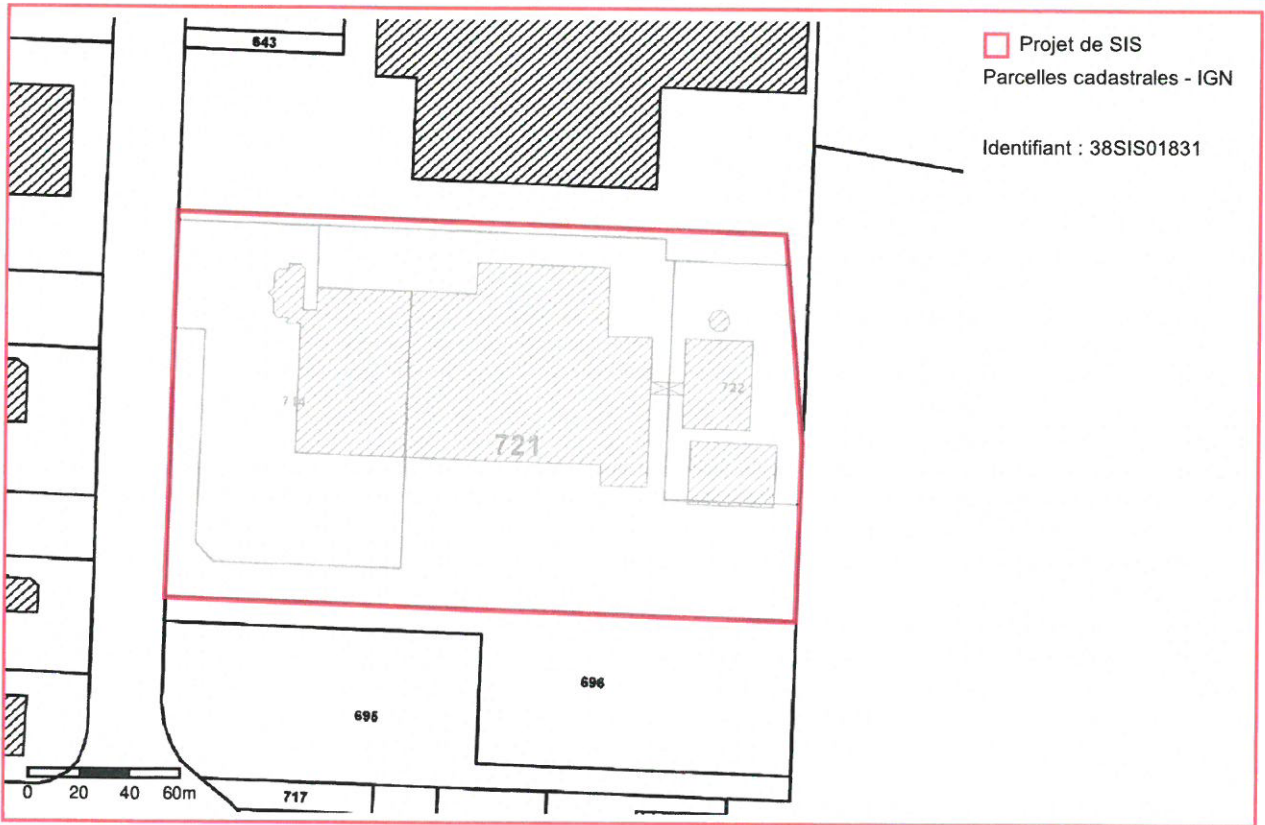 643
Projet de SIS
Parcelles cadastrales - IGN
Identifiant : 38SIS01831
722
721
696
695
0 20 40 60m
717